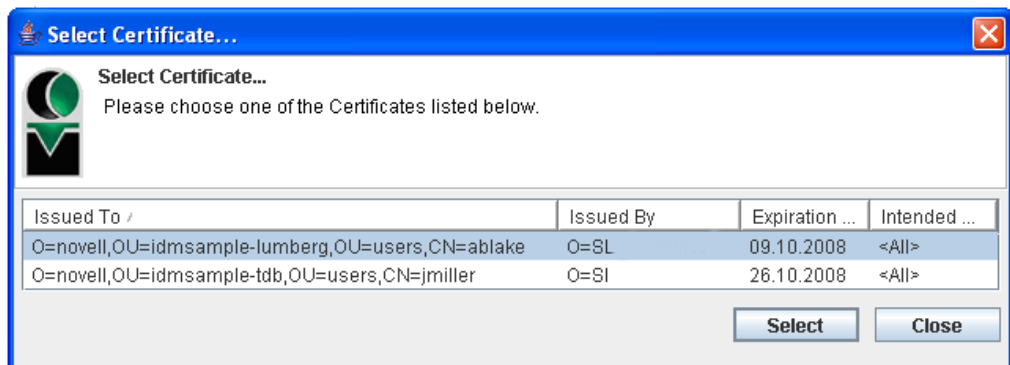 Select Certificate...
Select Certificate...
Please choose one of the Certificates listed below.
Issued To Issued By Expiration ... Intended ...
O=novell,OU=idmsample-lumberg,OU=users,CN=ablake O=SL 09.10.2008 <All>
O=novell,OU=idmsample-tdb,OU=users,CN=jmiller O=SI 26.10.2008 <All>
Select Close